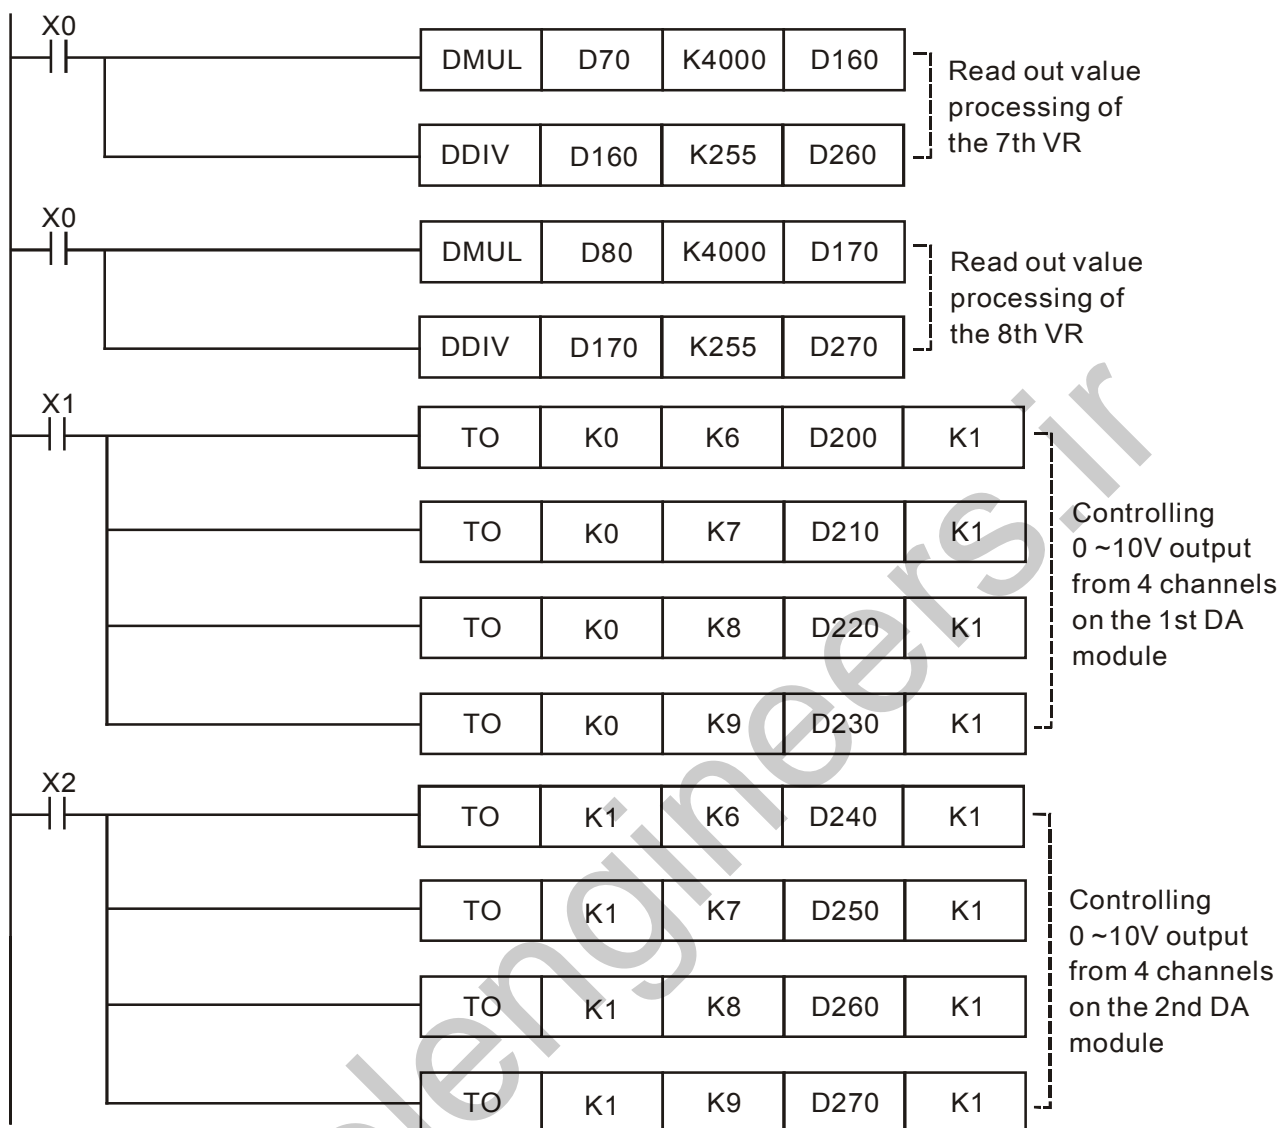 X0
DMUL D70 K4000 D160
DDIV D160 K255 D260
Read out value
processing of
the 7th VR
X0
DMUL D80 K4000 D170
DDIV D170 K255 D270
Read out value
processing of
the 8th VR
X1
TO K0 K6 D200 K1
TO K0 K7 D210 K1
TO K0 K8 D220 K1
TO K0 K9 D230 K1
Controlling
0 ~10V output
from 4 channels
on the 1st DA
module
X2
TO K1 K6 D240 K1
TO K1 K7 D250 K1
TO K1 K8 D260 K1
TO K1 K9 D270 K1
Controlling
0 ~10V output
from 4 channels
on the 2nd DA
module
elengineers.ir